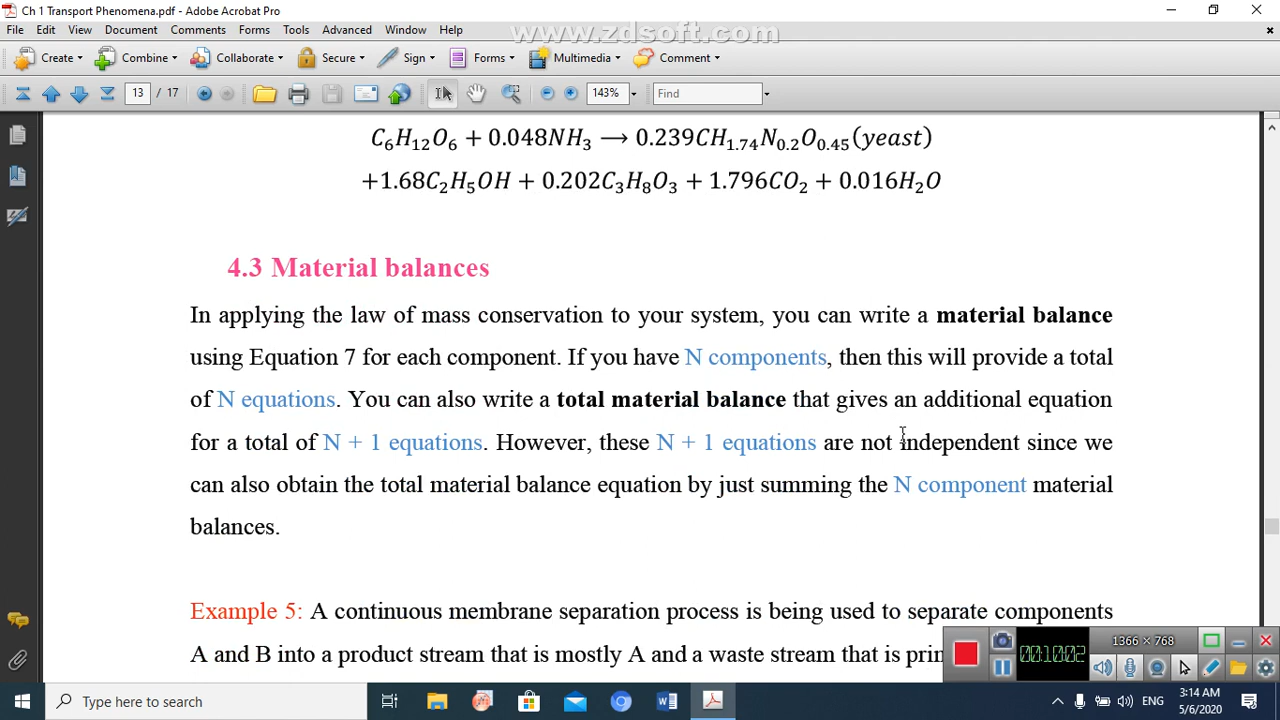 Ch 1 Transport Phenomena.pdf - Adobe Acrobat Pro
File Edit View Document Comments Forms Tools Advanced Window Help
www.zdsoft.com
Create Combine Collaborate Secure Sign Forms Multimedia Comment
13 / 17 143% Find
C₆H₁₂O₆ + 0.048NH₃ → 0.239CH₁.₇₄N₀.₂O₀.₄₅(yeast)
+1.68C₂H₅OH + 0.202C₃H₈O₃ + 1.796CO₂ + 0.016H₂O
4.3 Material balances
In applying the law of mass conservation to your system, you can write a material balance
using Equation 7 for each component. If you have N components, then this will provide a total
of N equations. You can also write a total material balance that gives an additional equation
for a total of N + 1 equations. However, these N + 1 equations are not independent since we
can also obtain the total material balance equation by just summing the N component material
balances.
Example 5: A continuous membrane separation process is being used to separate components
A and B into a product stream that is mostly A and a waste stream that is
1366 × 768
00:10:02
Type here to search
ENG
3:14 AM
5/6/2020